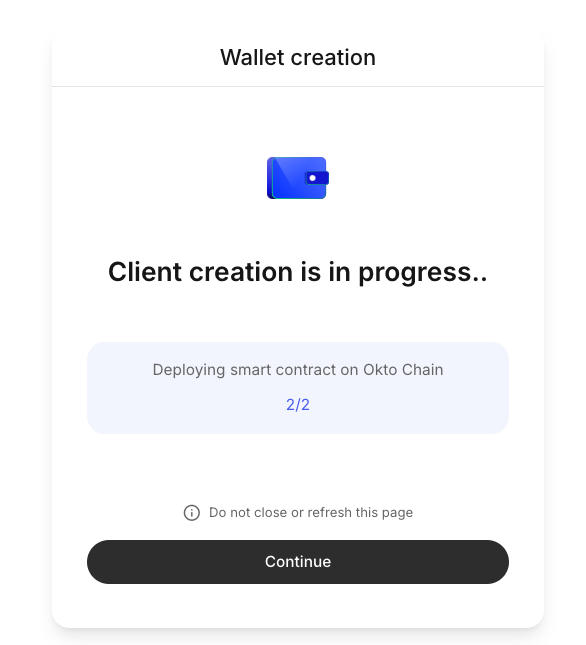 Wallet creation
Client creation is in progress..
Deploying smart contract on Okto Chain
2/2
Do not close or refresh this page
Continue